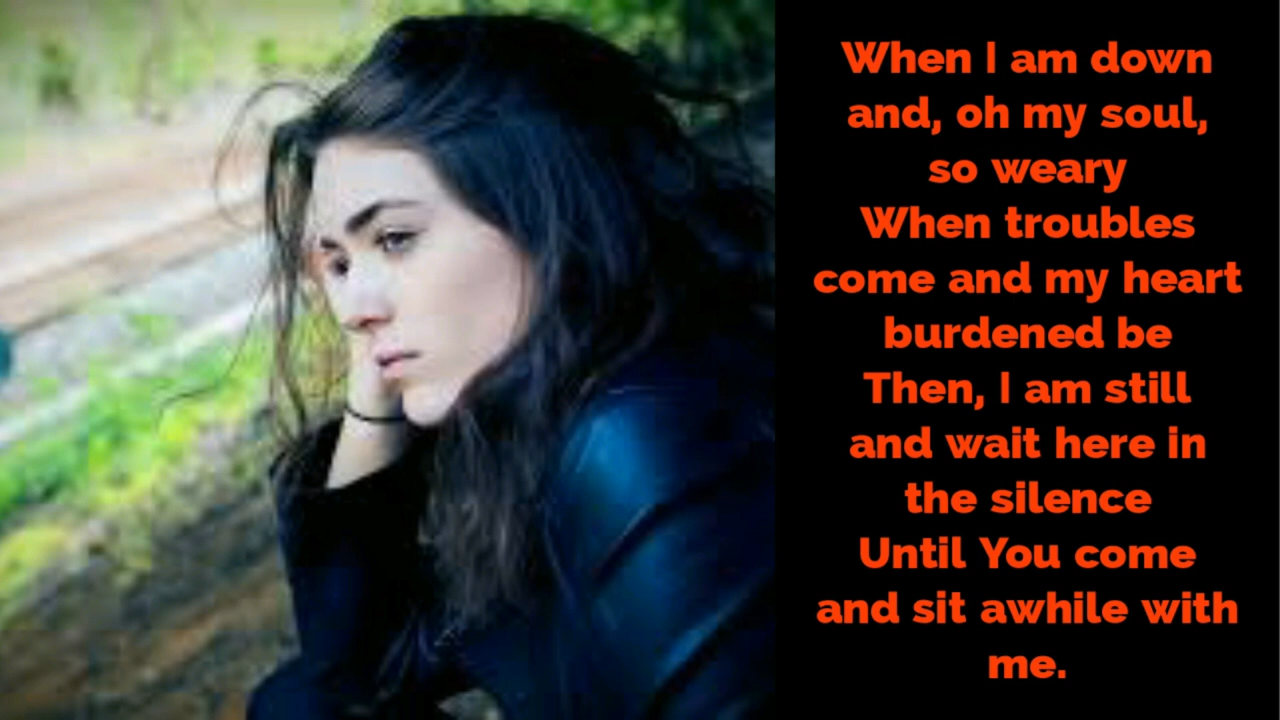 When I am down
and, oh my soul,
so weary
When troubles
come and my heart
burdened be
Then, I am still
and wait here in
the silence
Until You come
and sit awhile with
me.